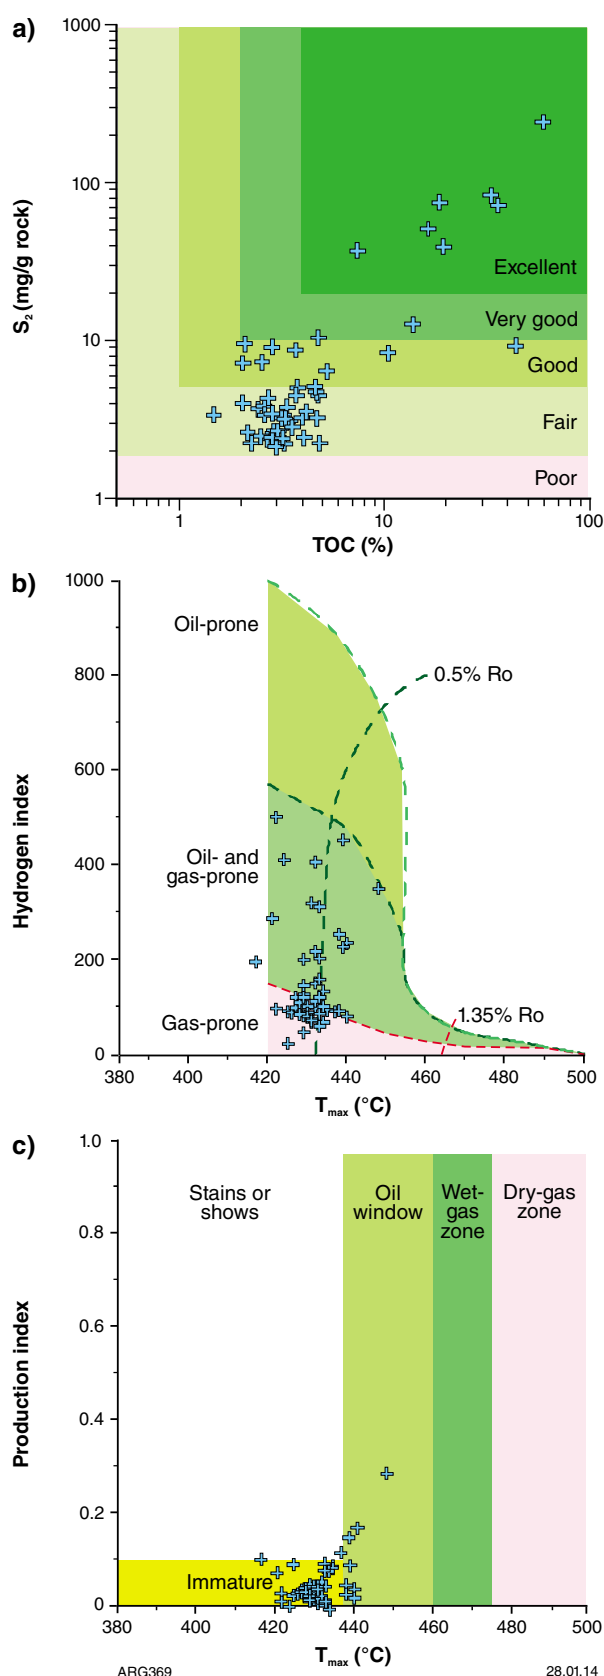 a)
1000
100
10
1
S2 (mg/g rock)
Excellent
Very good
Good
Fair
Poor
1 10 100
TOC (%)
b)
1000
800
600
400
200
0
Hydrogen index
Oil-prone
0.5% Ro
Oil- and
gas-prone
Gas-prone
1.35% Ro
380 400 420 440 460 480 500
Tmax (°C)
c)
1.0
0.8
0.6
0.4
0.2
0
Production index
Stains or
shows
Oil
window
Wet-
gas
zone
Dry-gas
zone
Immature
380 400 420 440 460 480 500
Tmax (°C)
ARG369 28.01.14